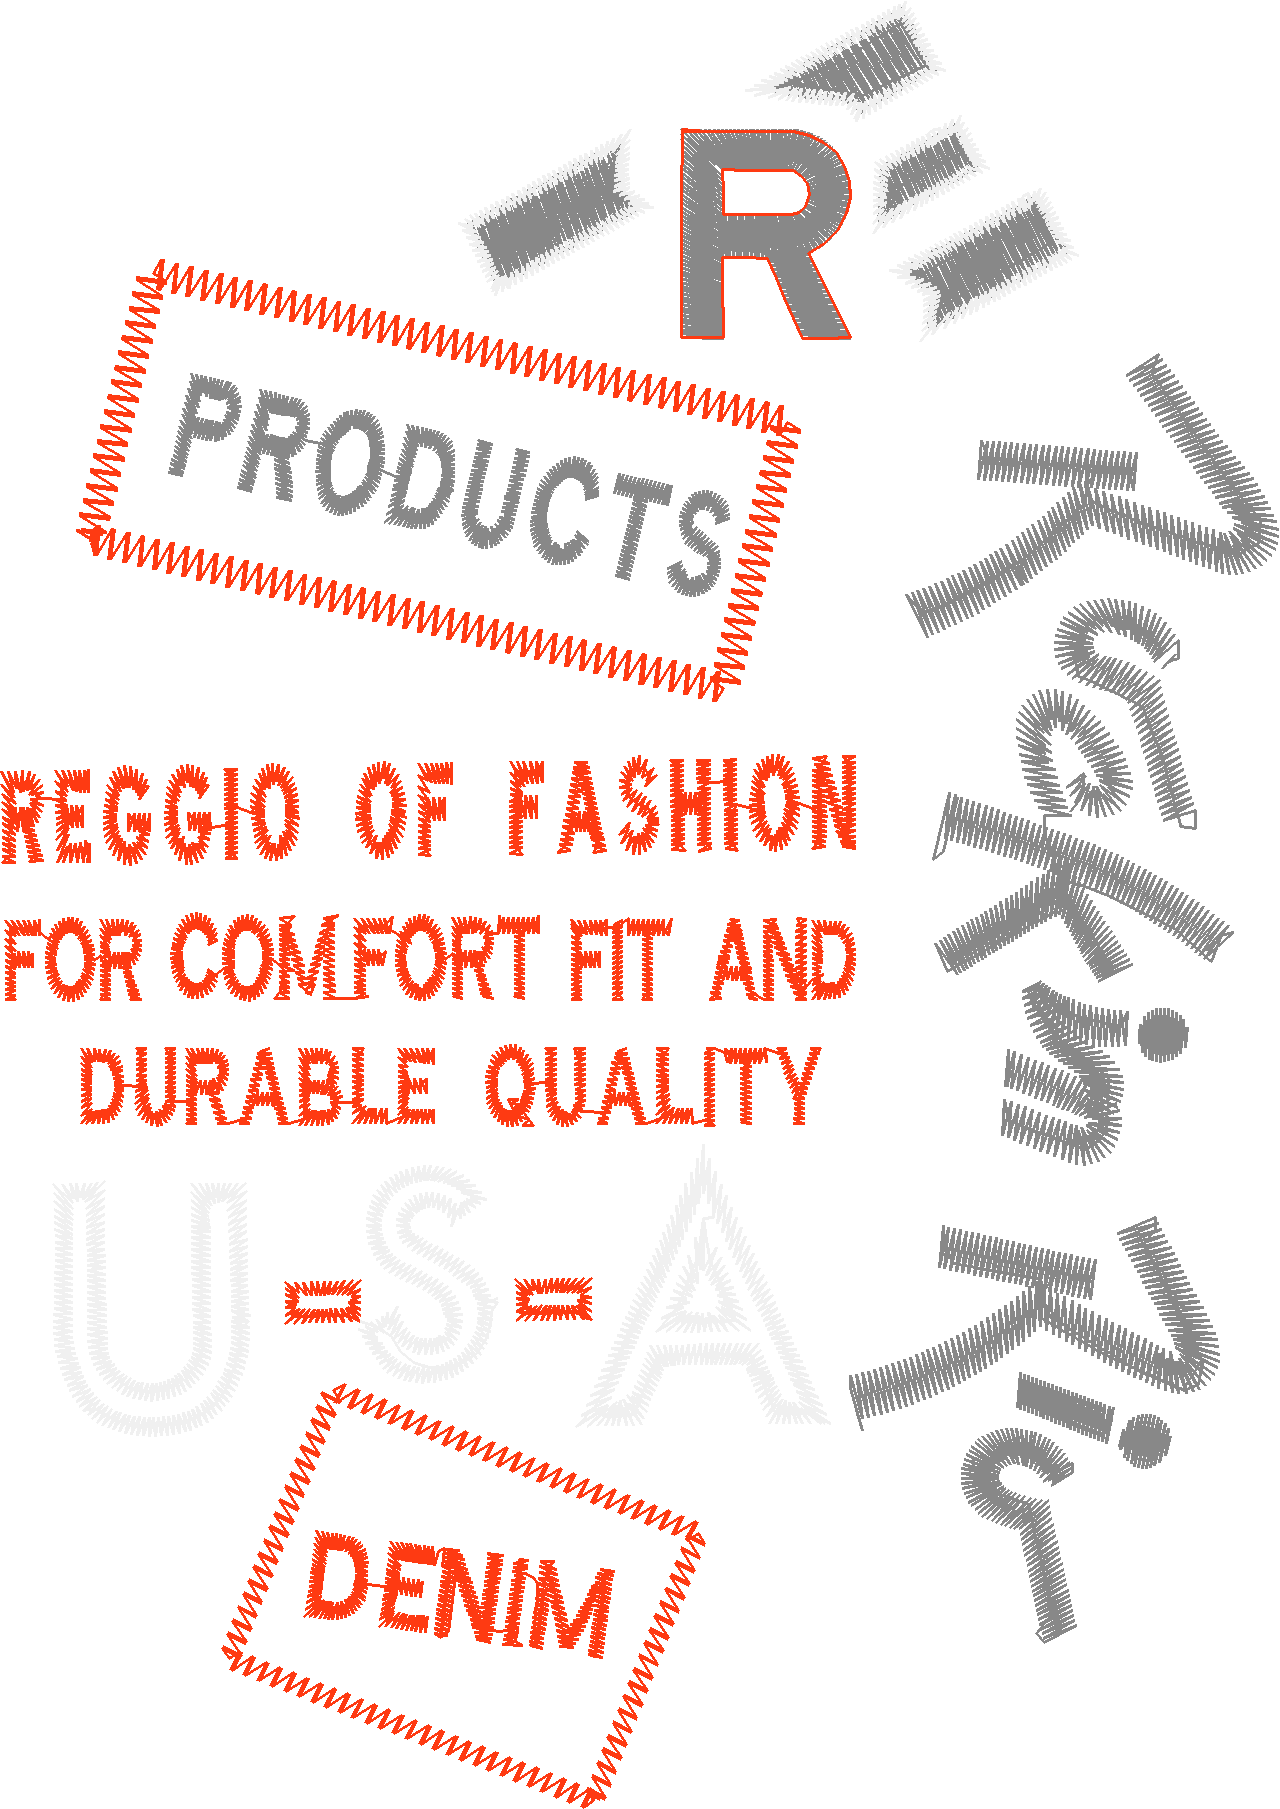 R
PRODUCTS
REGGIO OF FASHION
FOR COMFORT FIT AND
DURABLE QUALITY
U-S-A
DENIM